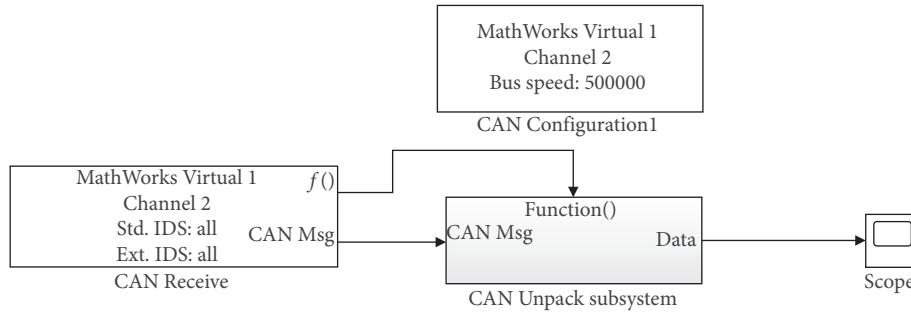 MathWorks Virtual 1
Channel 2
Bus speed: 500000
CAN Configuration1
MathWorks Virtual 1
Channel 2
Std. IDS: all
Ext. IDS: all
f()
CAN Msg
CAN Receive
Function()
CAN Msg
Data
CAN Unpack subsystem
Scope